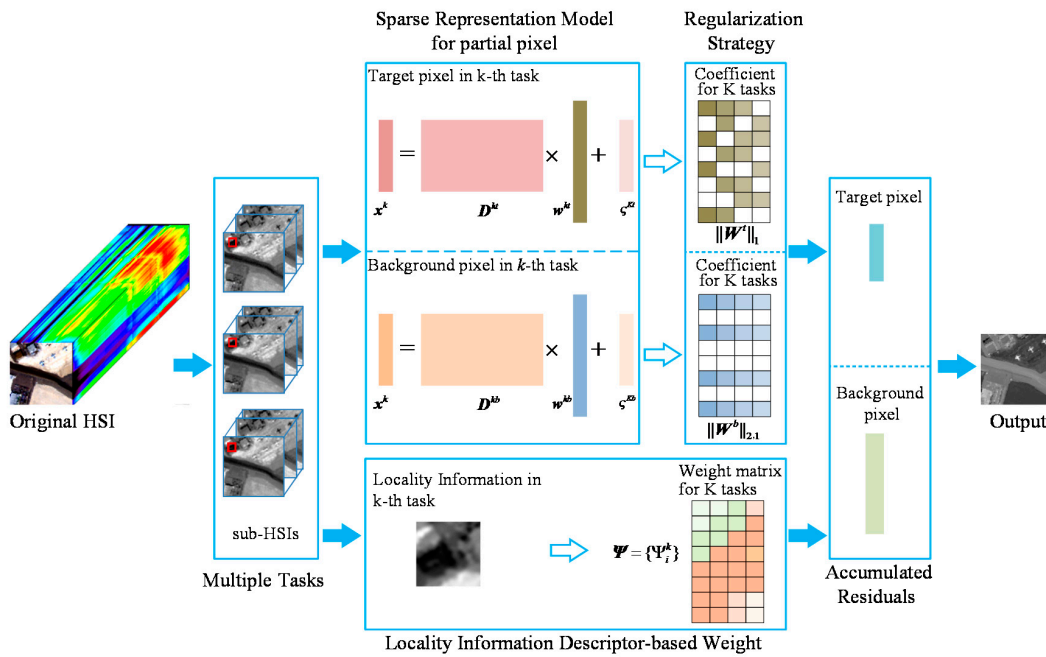 Sparse Representation Model
for partial pixel
Regularization
Strategy
Target pixel in k-th task
x^k = D^kt × w^kt + ς^Kt
Coefficient
for K tasks
||W^t||_1
Background pixel in k-th task
x^k = D^kb × w^kb + ς^Kb
Coefficient
for K tasks
||W^b||_2.1
Original HSI
sub-HSIs
Multiple Tasks
Locality Information in
k-th task
Ψ = {Ψ_i^k}
Weight matrix
for K tasks
Locality Information Descriptor-based Weight
Target pixel
Background
pixel
Accumulated
Residuals
Output